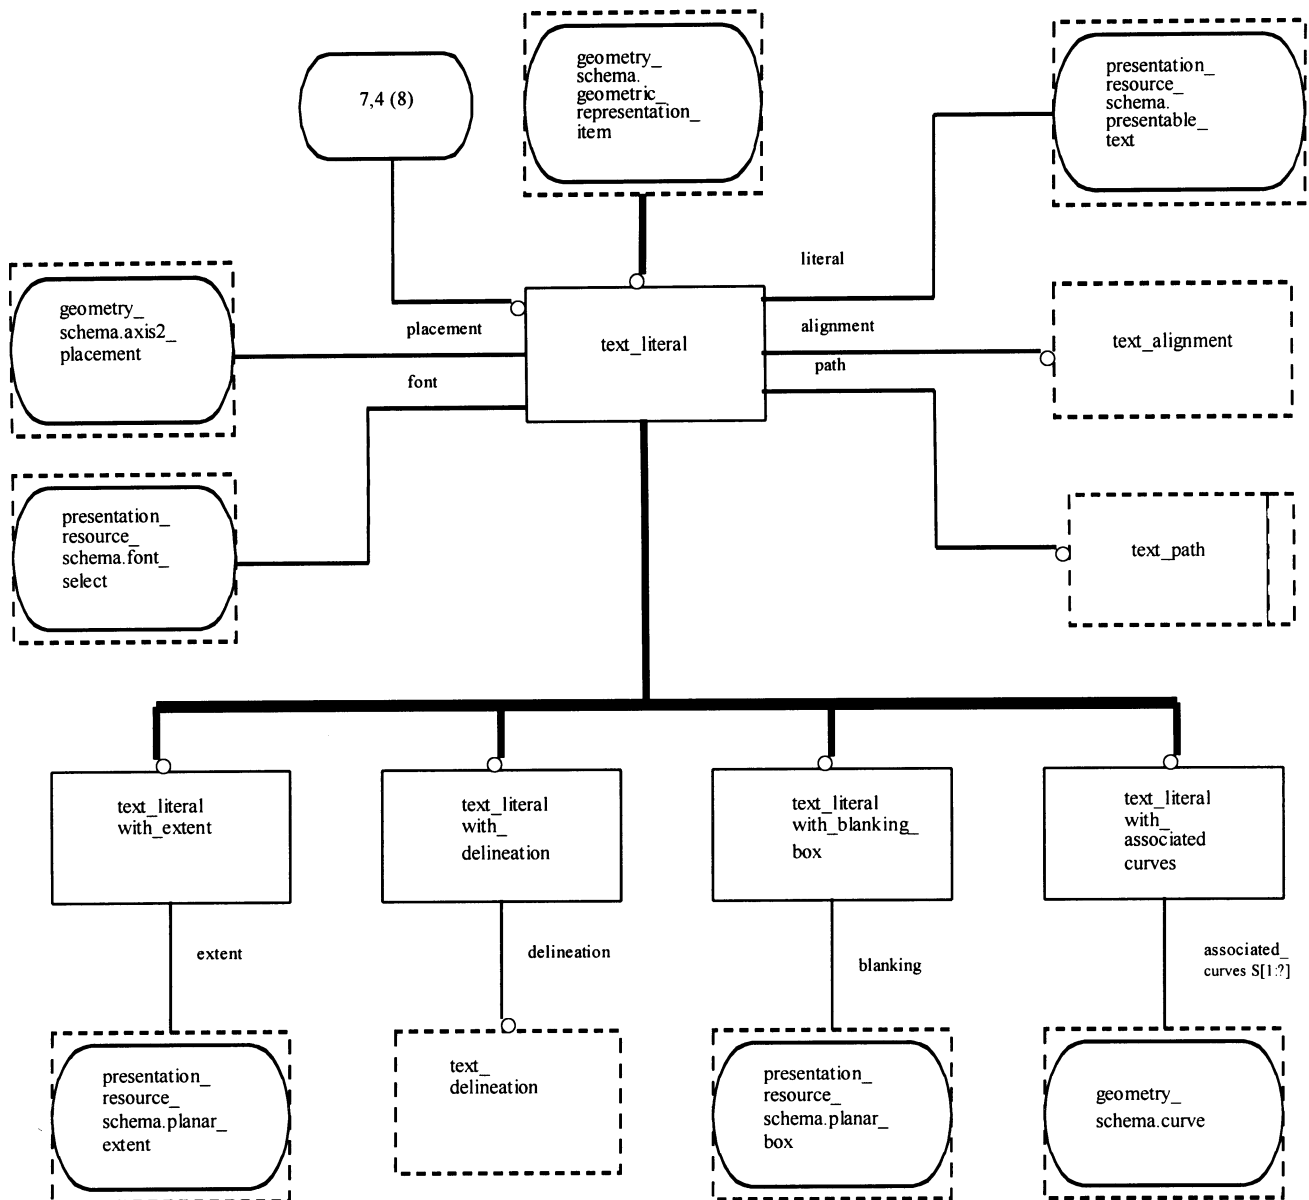 7,4 (8)
geometry_
schema.
geometric_
representation_
item
presentation_
resource_
schema.
presentable_
text
literal
geometry_
schema.axis2_
placement
placement
text_literal
alignment
text_alignment
path
font
presentation_
resource_
schema.font_
select
text_path
text_literal
with_extent
text_literal
with_
delineation
text_literal
with_blanking_
box
text_literal
with_
associated
curves
extent
delineation
blanking
associated_
curves S[1:?]
presentation_
resource_
schema.planar_
extent
text_
delineation
presentation_
resource_
schema.planar_
box
geometry_
schema.curve